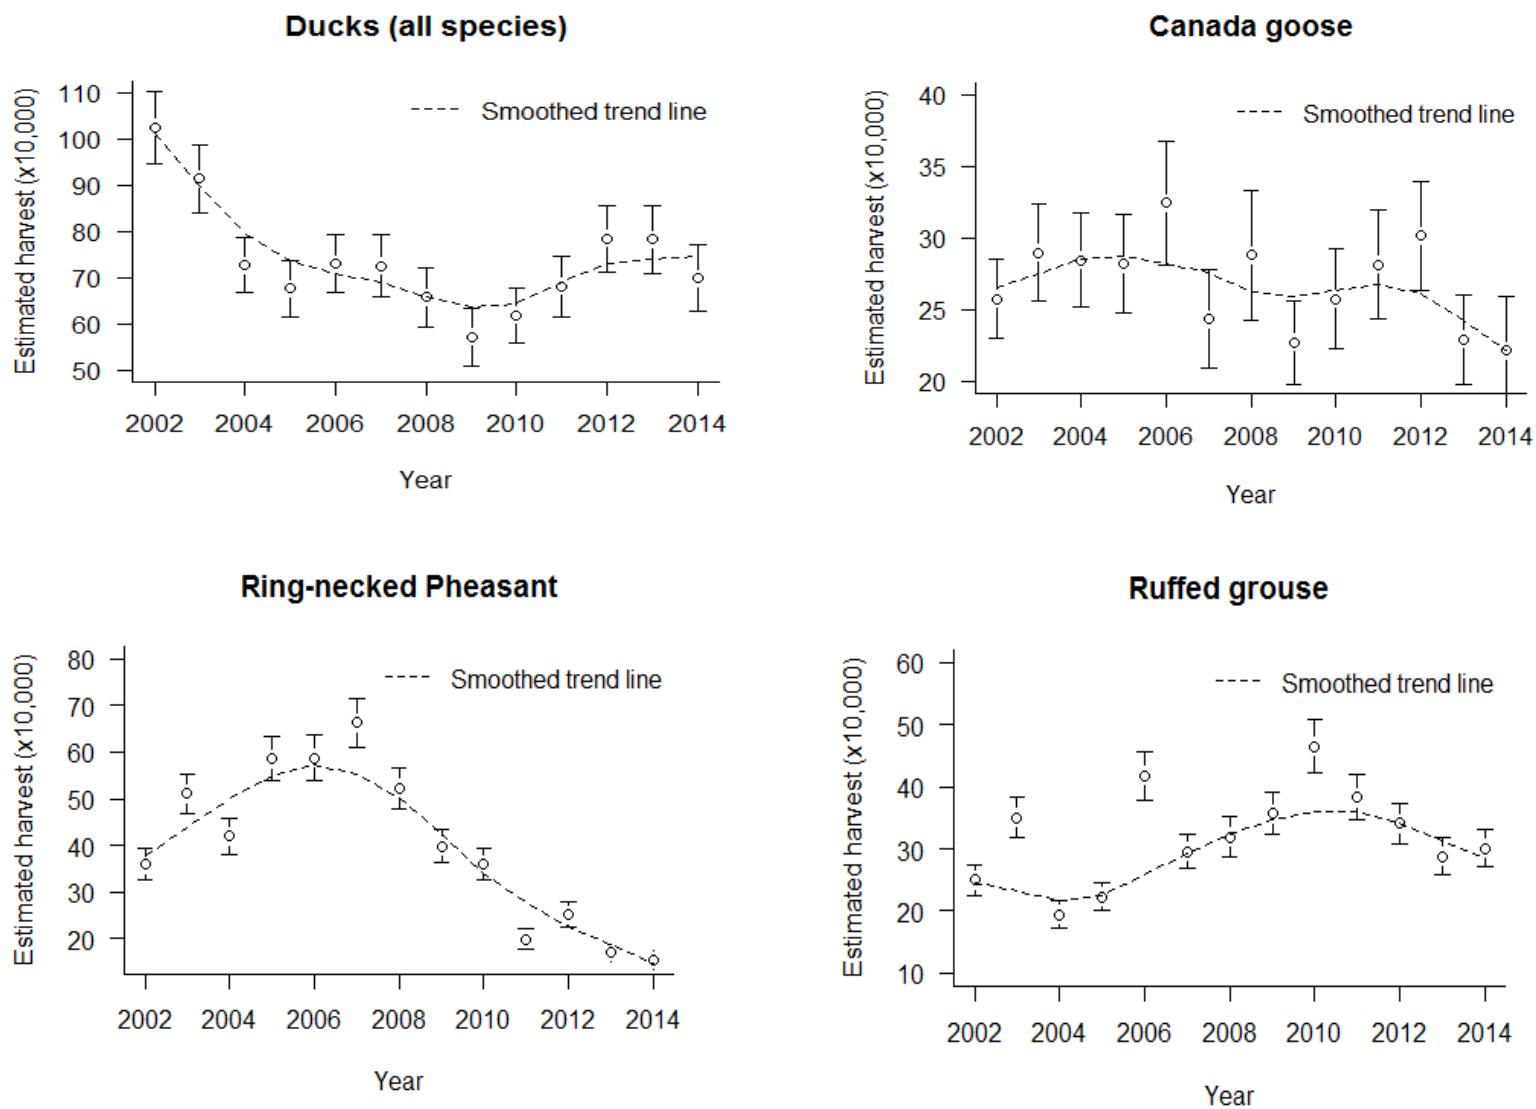 Ducks (all species)
Estimated harvest (x10,000)
110
100
90
80
70
60
50
Smoothed trend line
2002 2004 2006 2008 2010 2012 2014
Year
Canada goose
Estimated harvest (x10,000)
40
35
30
25
20
Smoothed trend line
2002 2004 2006 2008 2010 2012 2014
Year
Ring-necked Pheasant
Estimated harvest (x10,000)
80
70
60
50
40
30
20
Smoothed trend line
2002 2004 2006 2008 2010 2012 2014
Year
Ruffed grouse
Estimated harvest (x10,000)
60
50
40
30
20
10
Smoothed trend line
2002 2004 2006 2008 2010 2012 2014
Year